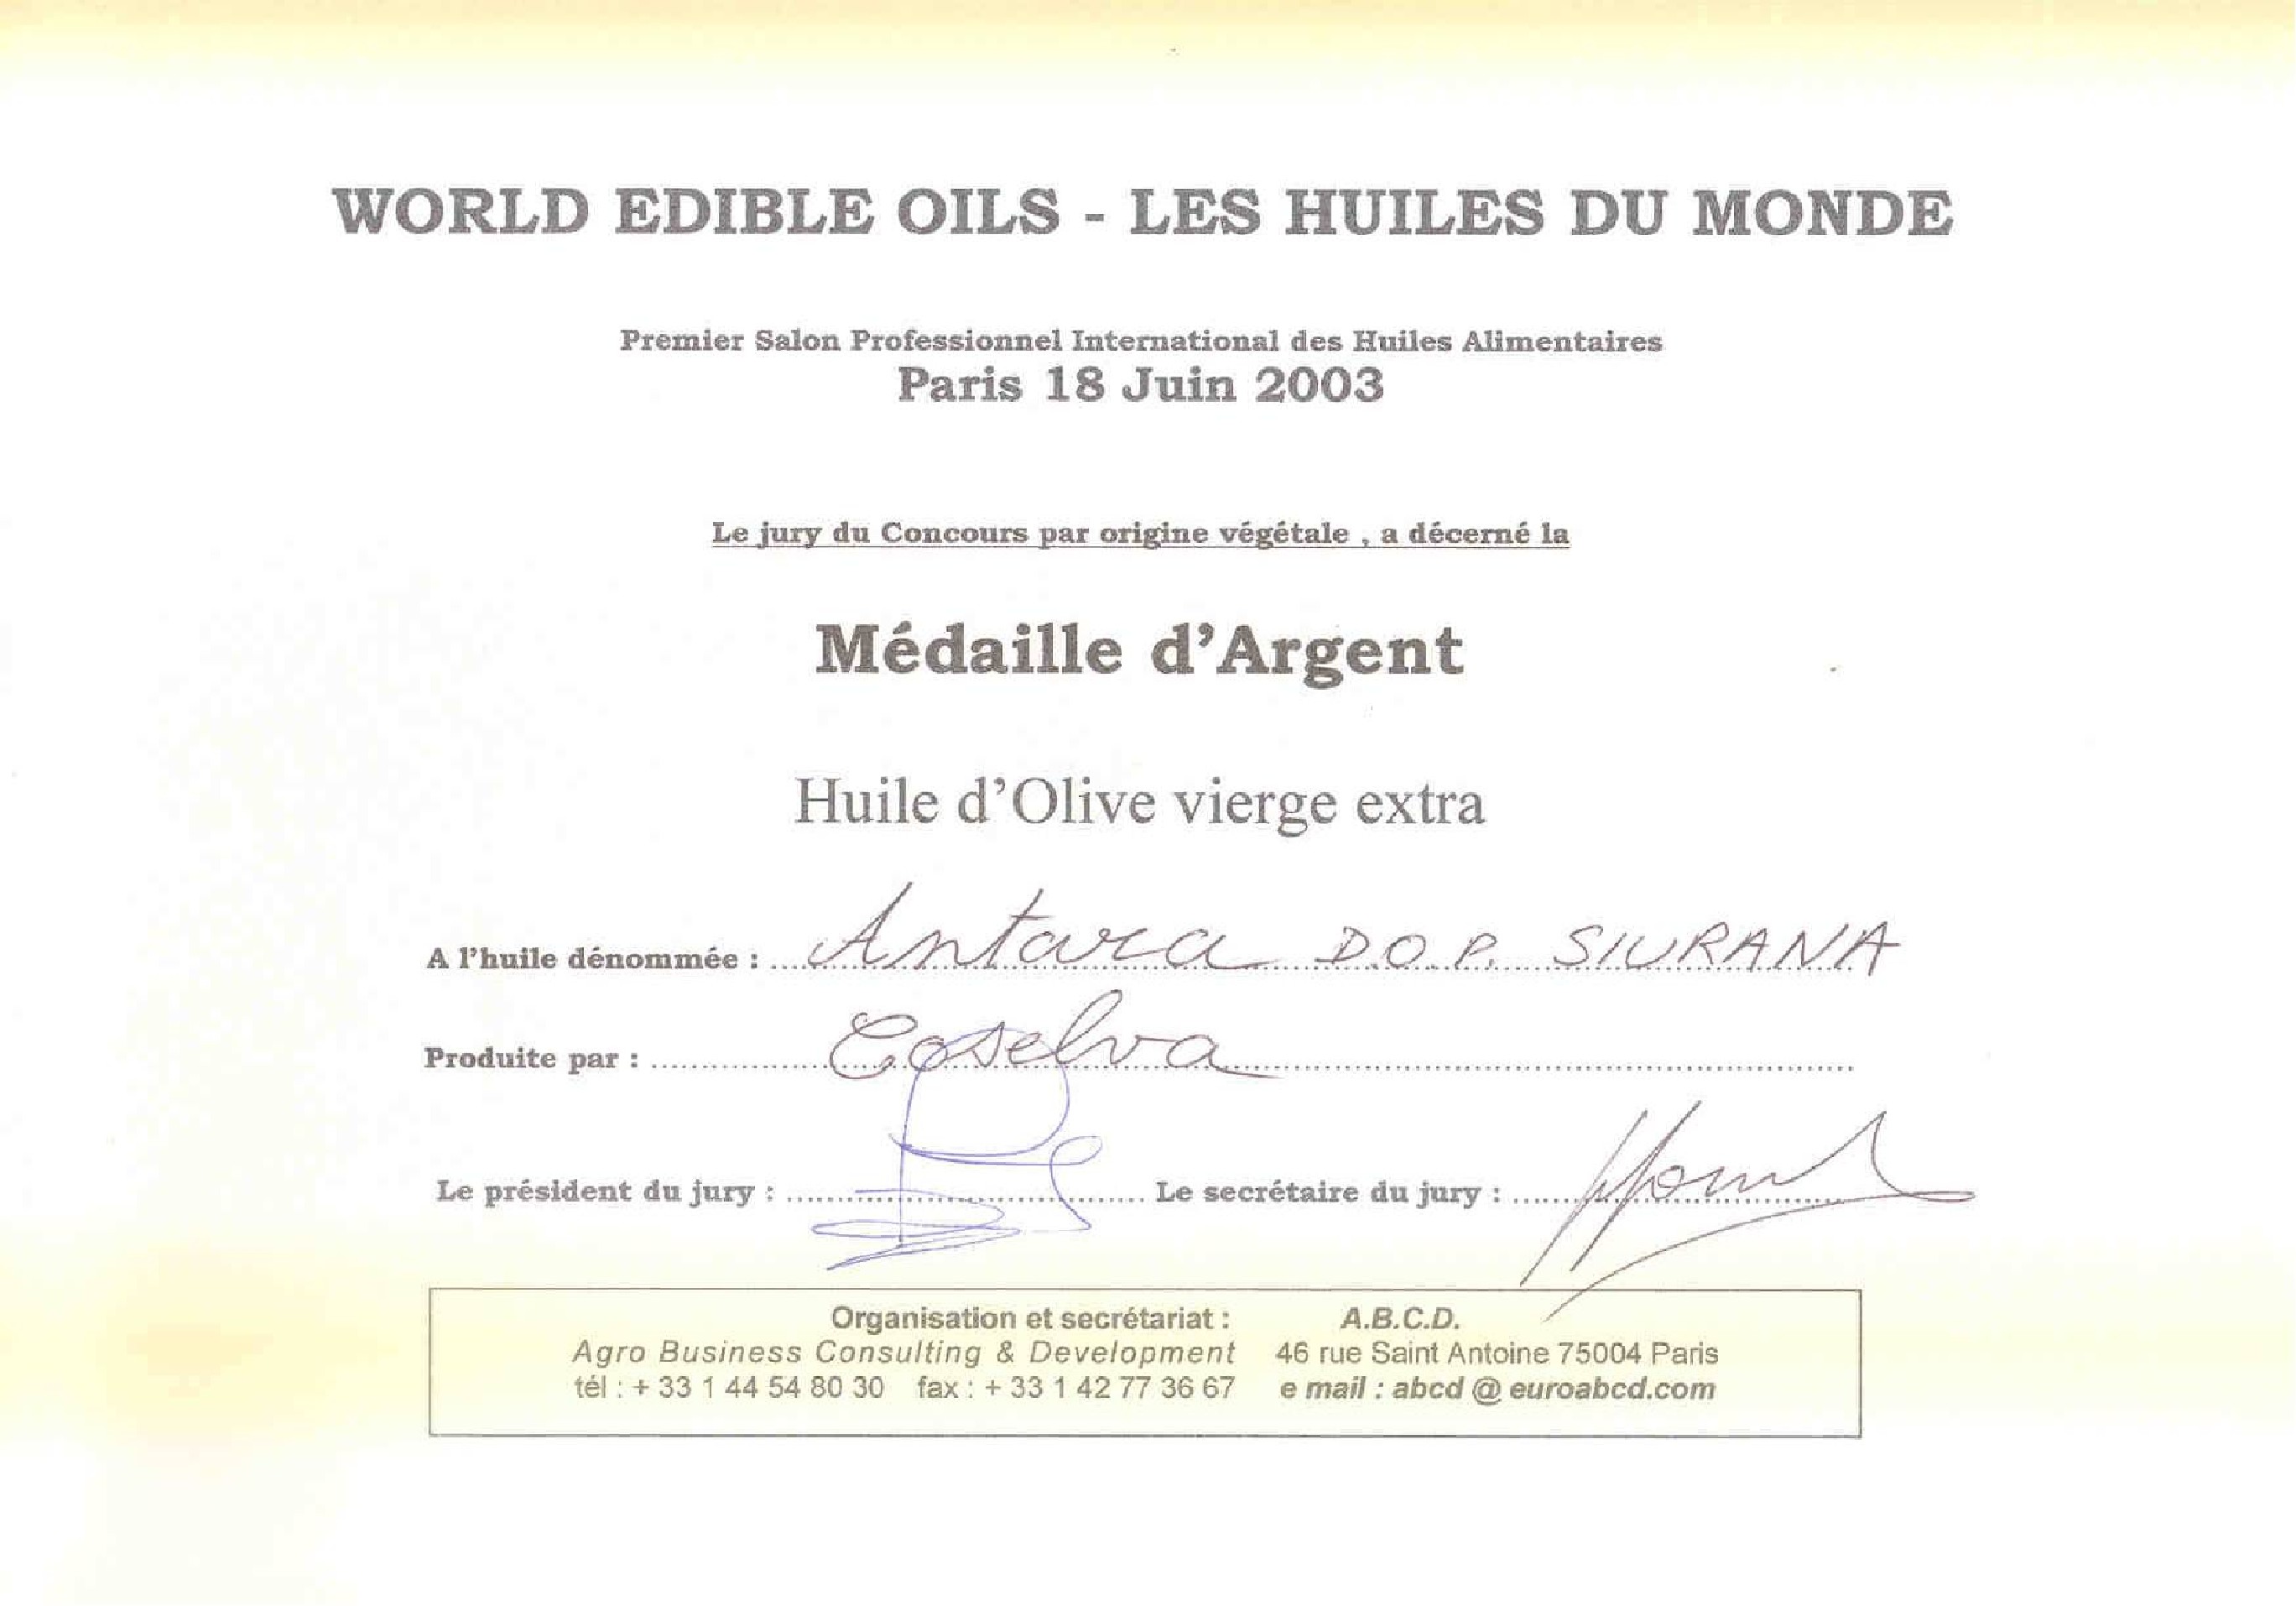 WORLD EDIBLE OILS - LES HUILES DU MONDE
Premier Salon Professionnel International des Huiles Alimentaires
Paris 18 Juin 2003
Le jury du Concours par origine végétale , a décerné la
Médaille d'Argent
Huile d'Olive vierge extra
A l'huile dénommée : Antara D.O.P. SIURANA
Produite par : Coselva
Le président du jury : Le secrétaire du jury :
Organisation et secrétariat : A.B.C.D.
Agro Business Consulting & Development 46 rue Saint Antoine 75004 Paris
tél : + 33 1 44 54 80 30 fax : + 33 1 42 77 36 67 e mail : abcd @ euroabcd.com